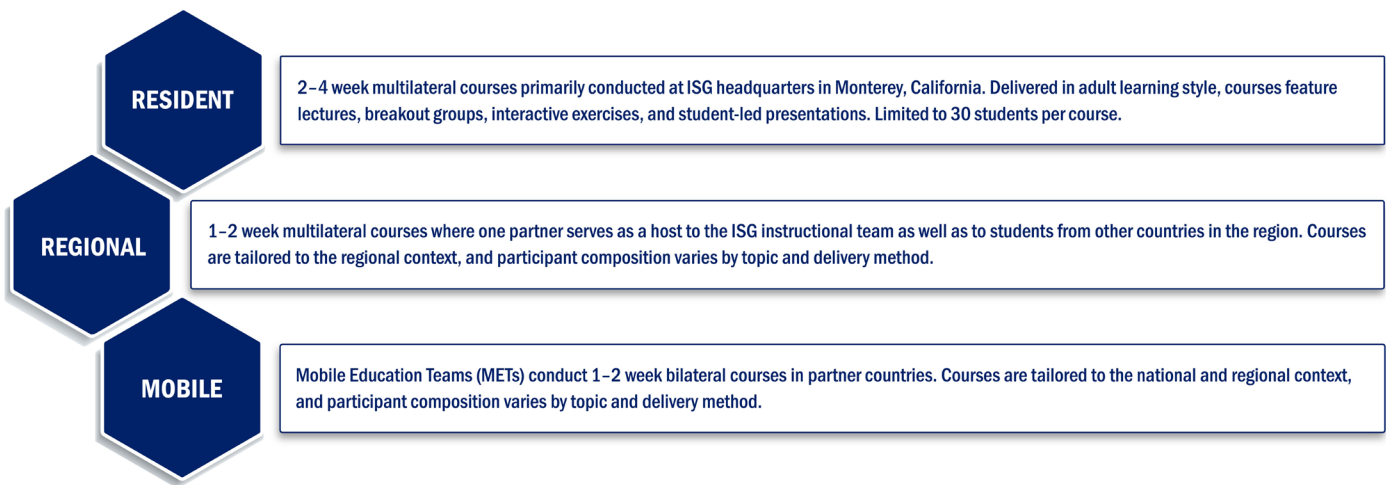 RESIDENT
2–4 week multilateral courses primarily conducted at ISG headquarters in Monterey, California. Delivered in adult learning style, courses feature
lectures, breakout groups, interactive exercises, and student-led presentations. Limited to 30 students per course.
REGIONAL
1–2 week multilateral courses where one partner serves as a host to the ISG instructional team as well as to students from other countries in the region. Courses
are tailored to the regional context, and participant composition varies by topic and delivery method.
MOBILE
Mobile Education Teams (METs) conduct 1–2 week bilateral courses in partner countries. Courses are tailored to the national and regional context,
and participant composition varies by topic and delivery method.